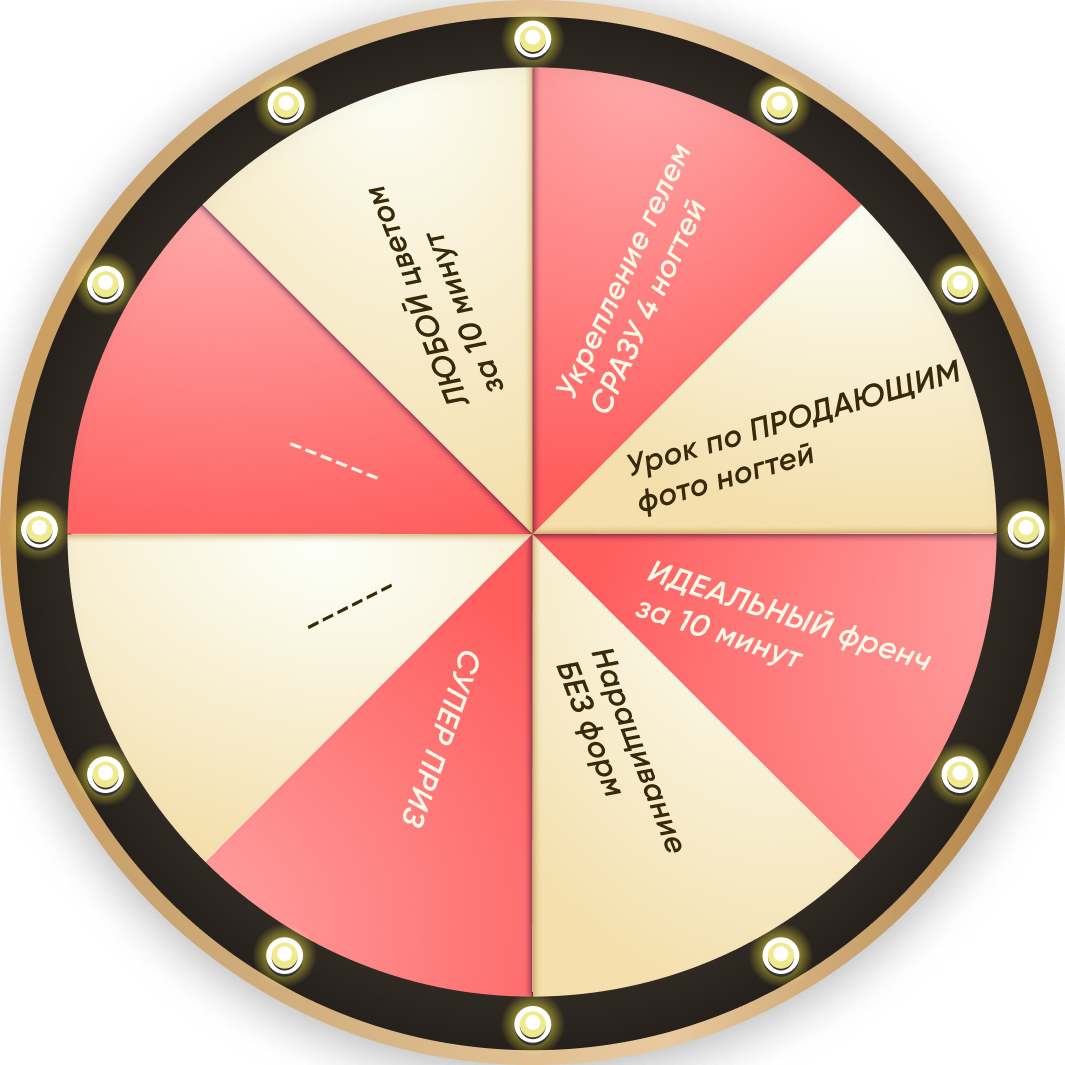 Укрепление гелем
СРАЗУ 4 ногтей
Урок по ПРОДАЮЩИМ
фото ногтей
ИДЕАЛЬНЫЙ френч
за 10 минут
Наращивание
БЕЗ форм
СУПЕР ПРИЗ
ЛЮБОЙ цветом
за 10 минут